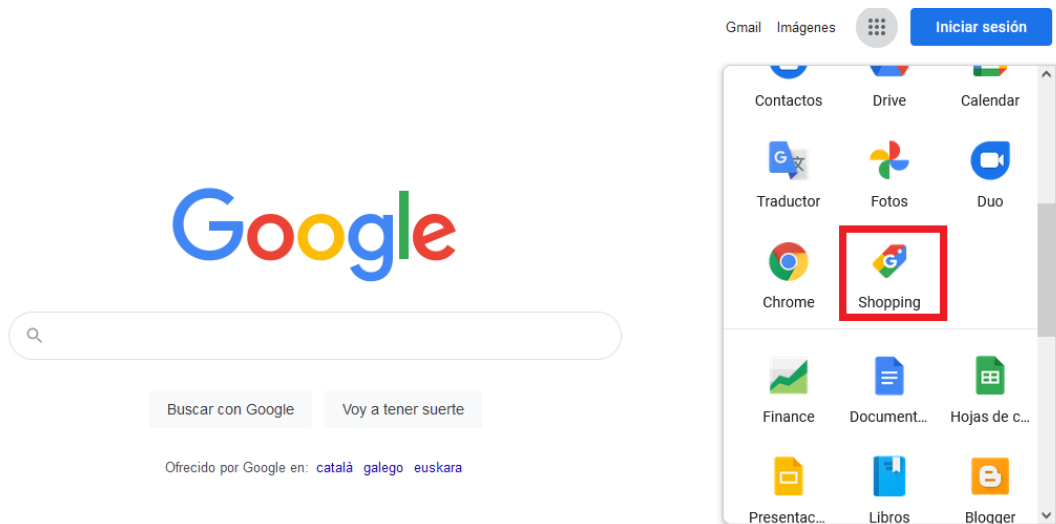 Gmail Imágenes Iniciar sesión
Contactos Drive Calendar
Traductor Fotos Duo
Google
Chrome Shopping
Buscar con Google Voy a tener suerte
Finance Document... Hojas de c...
Ofrecido por Google en: català galego euskara
Presentac... Libros Blogger